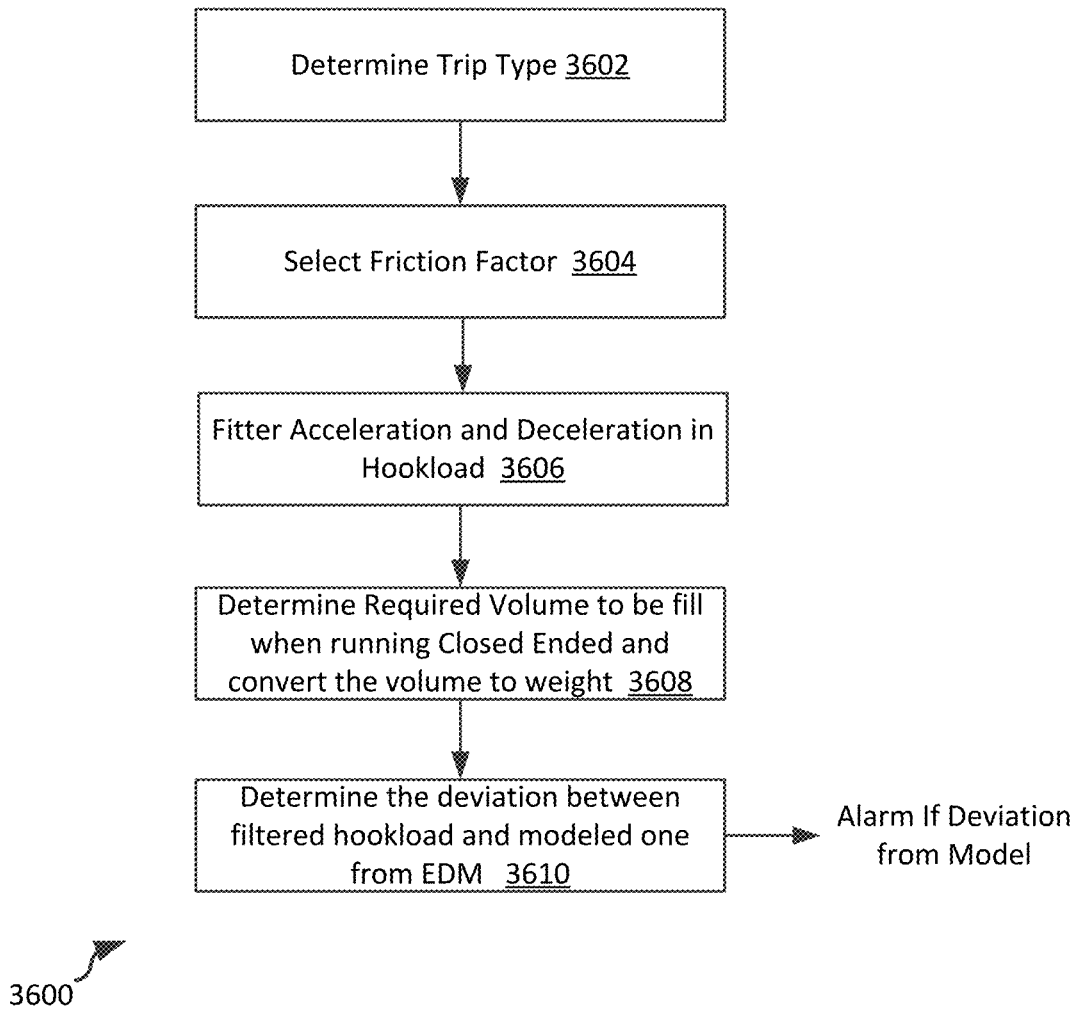 Determine Trip Type 3602
Select Friction Factor 3604
Fitter Acceleration and Deceleration in
Hookload 3606
Determine Required Volume to be fill
when running Closed Ended and
convert the volume to weight 3608
Determine the deviation between
filtered hookload and modeled one
from EDM 3610
Alarm If Deviation
from Model
3600